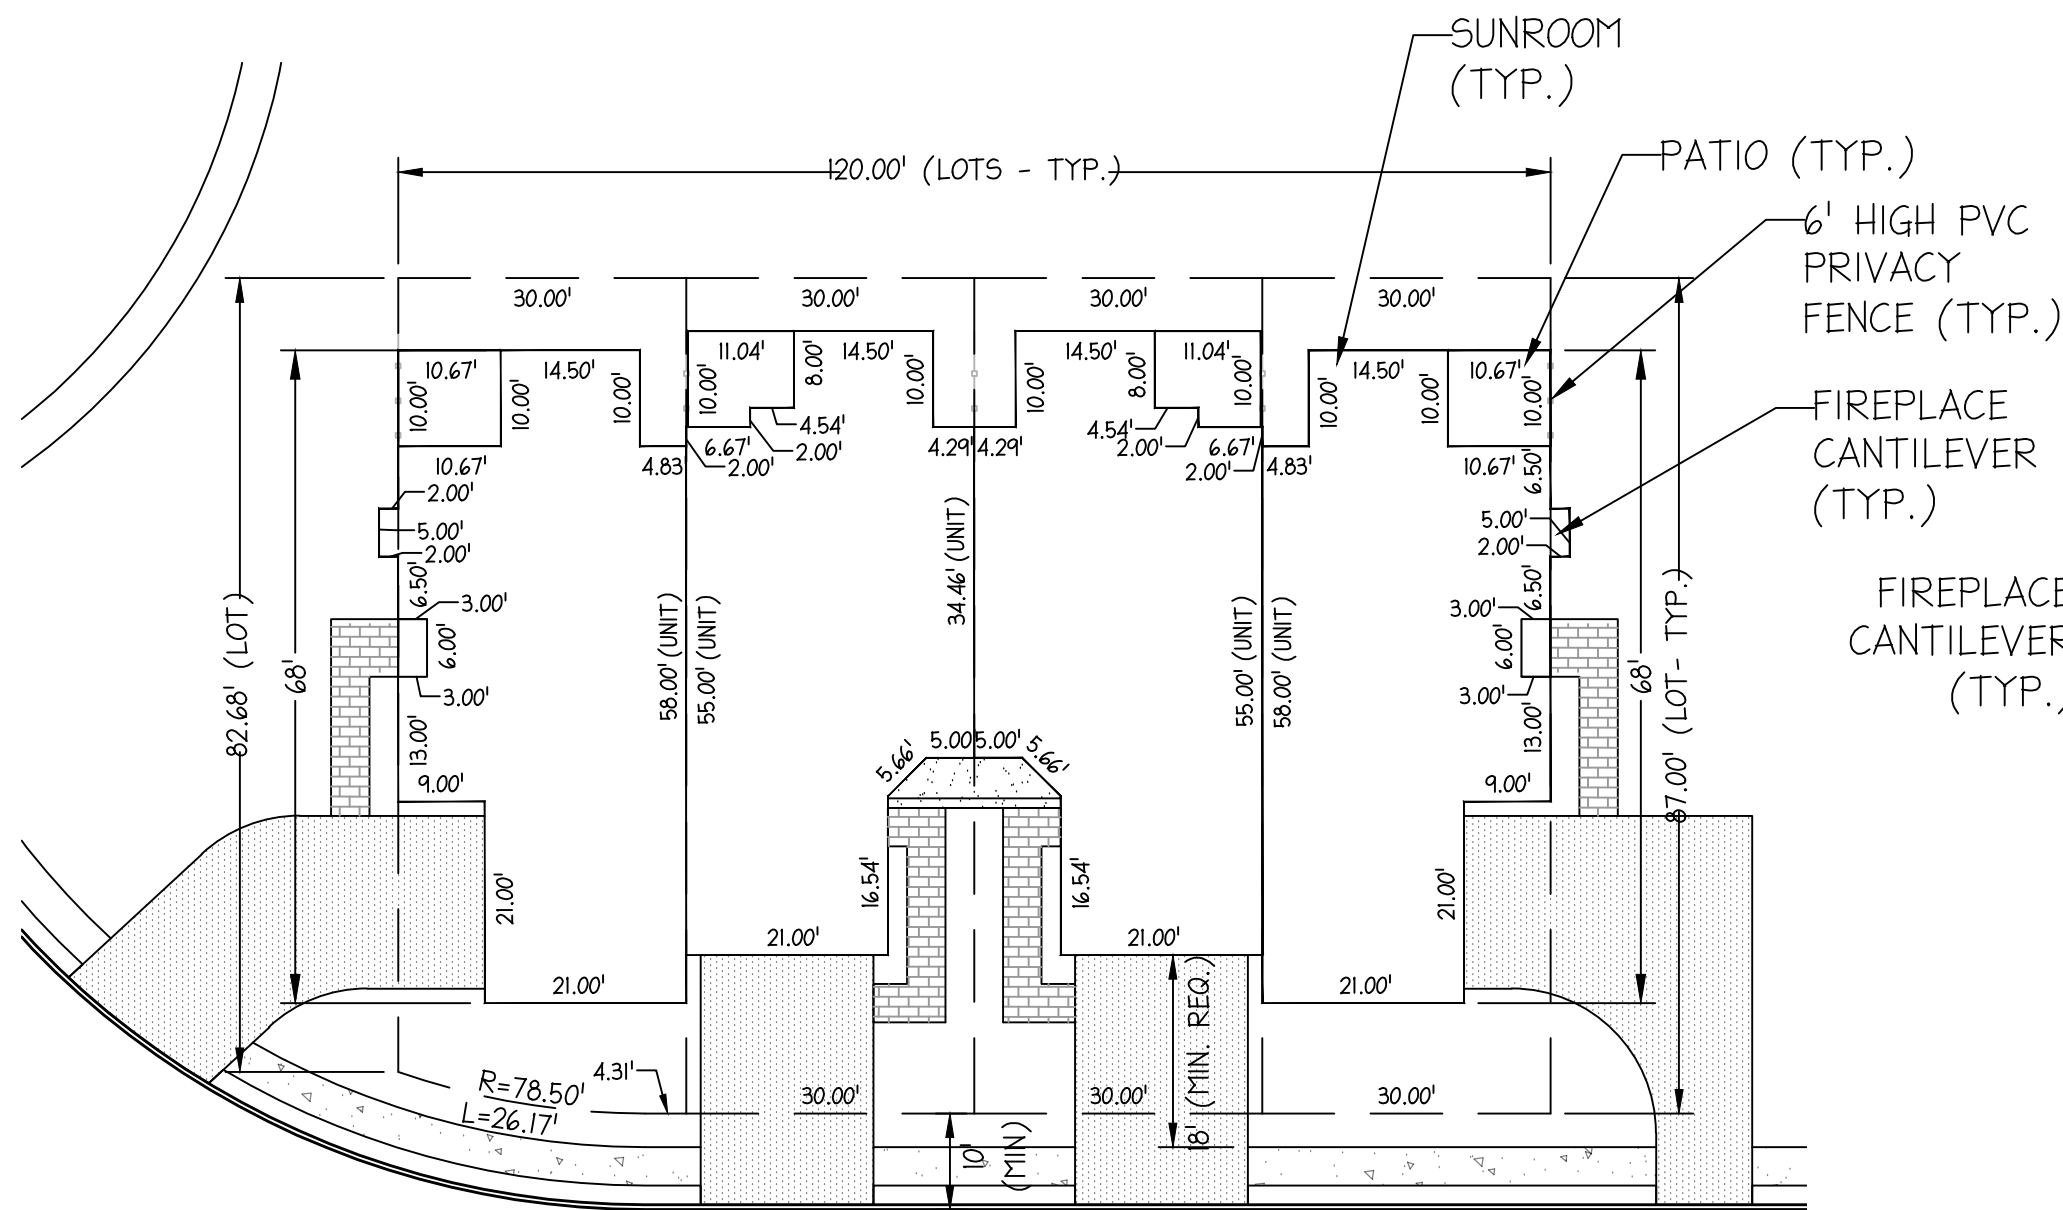 SUNROOM
(TYP.)
PATIO (TYP.)
120.00' (LOTS - TYP.)
6' HIGH PVC
PRIVACY
FENCE (TYP.)
30.00' 30.00' 30.00' 30.00'
10.67' 14.50' 11.04' 14.50' 14.50' 11.04' 14.50' 10.67'
10.00' 10.00' 10.00' 10.00' 8.00' 10.00' 10.00' 8.00' 10.00' 10.00' 10.00' 10.00'
FIREPLACE
CANTILEVER
(TYP.)
4.54' 4.54'
6.67' 2.00' 4.29' 4.29' 2.00' 6.67'
10.67' 4.83' 2.00' 2.00' 4.83' 10.67'
6.50'
2.00'
5.00' 5.00'
2.00' 2.00'
34.46' (UNIT)
6.50' 6.50'
FIREPLACE
CANTILEVER
(TYP.
3.00' 3.00'
6.00' 6.00'
3.00' 3.00'
82.68' (LOT)
68'
58.00' (UNIT)
55.00' (UNIT)
55.00' (UNIT)
58.00' (UNIT)
68'
87.00' (LOT- TYP.)
13.00' 13.00'
5.66' 5.00 5.00' 5.66'
9.00' 9.00'
21.00' 16.54' 16.54' 21.00'
21.00' 21.00'
21.00' 21.00'
18' (MIN. REQ.)
4.31'
R=78.50'
L=26.17'
30.00' 30.00' 30.00'
10'
(MIN)